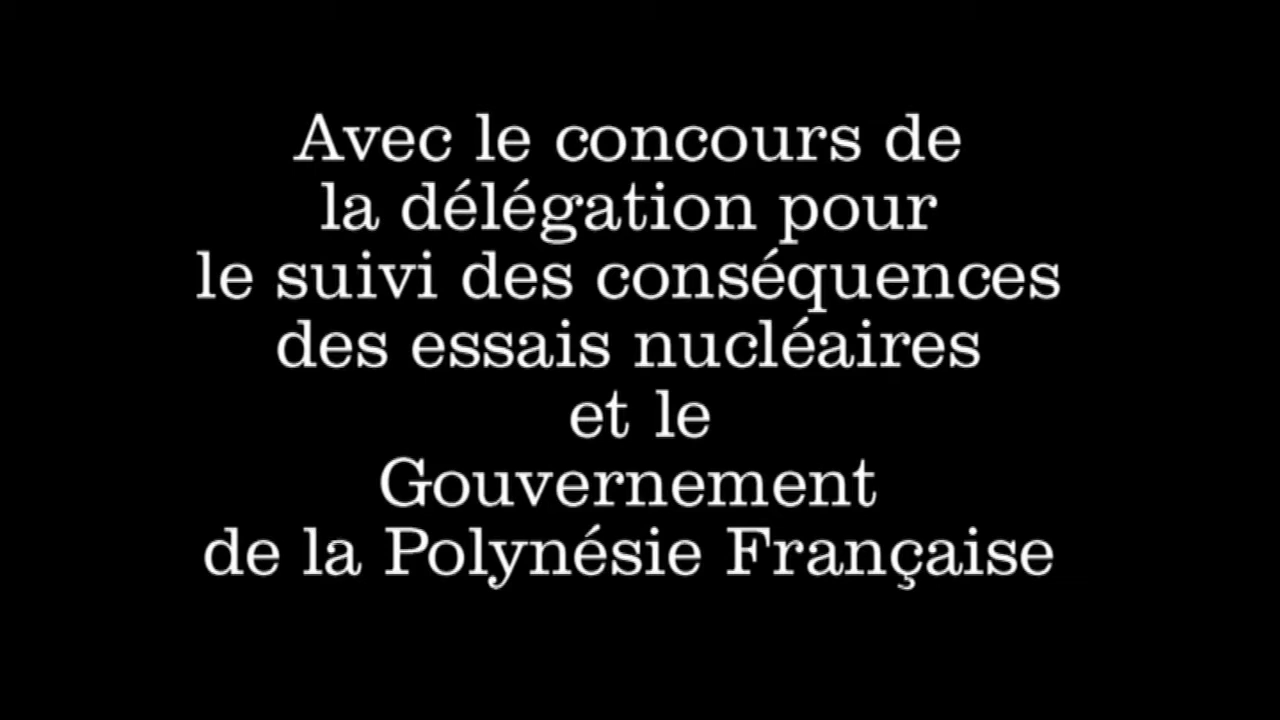 Avec le concours de
la délégation pour
le suivi des conséquences
des essais nucléaires
et le
Gouvernement
de la Polynésie Française